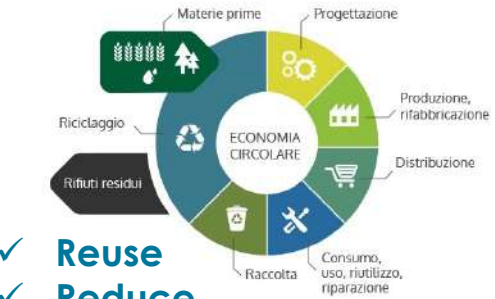 Materie prime
Progettazione
Produzione,
rifabbricazione
Distribuzione
Consumo,
uso, riutilizzo,
riparazione
Raccolta
Rifiuti residui
Riciclaggio
ECONOMIA
CIRCOLARE
✓ Reuse
✓ Reduce